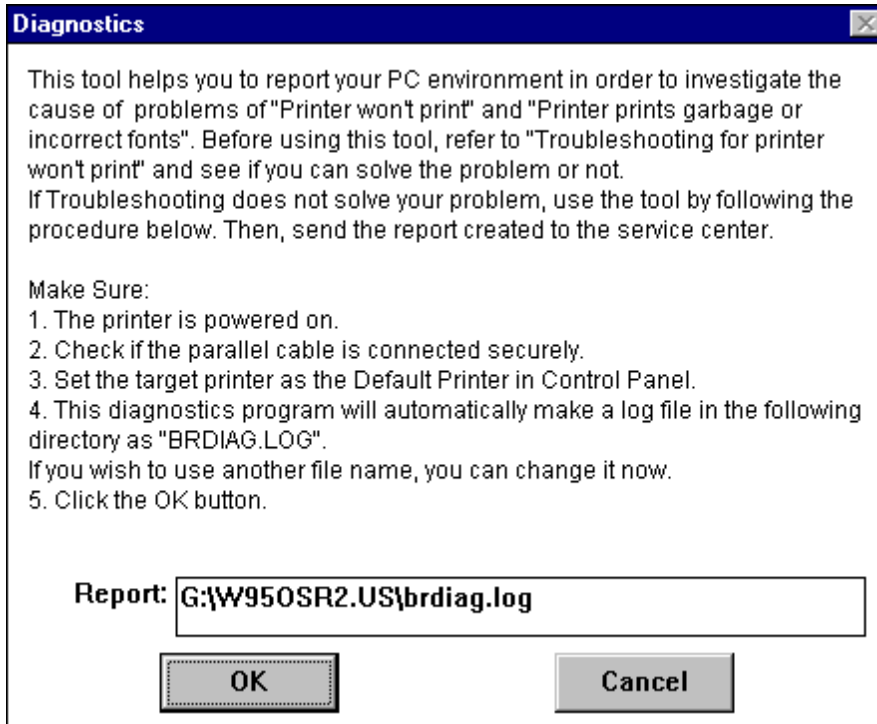 Diagnostics
This tool helps you to report your PC environment in order to investigate the
cause of problems of "Printer won't print" and "Printer prints garbage or
incorrect fonts". Before using this tool, refer to "Troubleshooting for printer
won't print" and see if you can solve the problem or not.
If Troubleshooting does not solve your problem, use the tool by following the
procedure below. Then, send the report created to the service center.
Make Sure:
1. The printer is powered on.
2. Check if the parallel cable is connected securely.
3. Set the target printer as the Default Printer in Control Panel.
4. This diagnostics program will automatically make a log file in the following
directory as "BRDIAG.LOG".
If you wish to use another file name, you can change it now.
5. Click the OK button.
Report: G:\W95OSR2.US\brdiag.log
OK Cancel